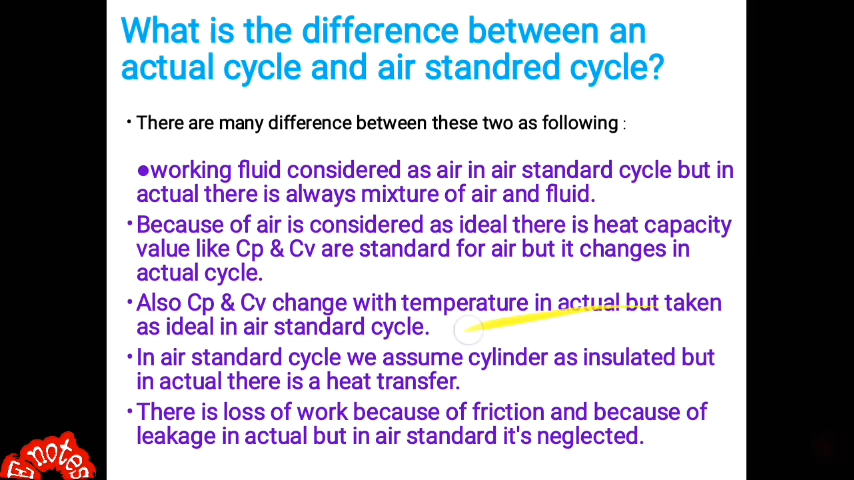 What is the difference between an
actual cycle and air standred cycle?
• There are many difference between these two as following :
●working fluid considered as air in air standard cycle but in
actual there is always mixture of air and fluid.
• Because of air is considered as ideal there is heat capacity
value like Cp & Cv are standard for air but it changes in
actual cycle.
• Also Cp & Cv change with temperature in actual but taken
as ideal in air standard cycle.
• In air standard cycle we assume cylinder as insulated but
in actual there is a heat transfer.
• There is loss of work because of friction and because of
leakage in actual but in air standard it's neglected.
E notes